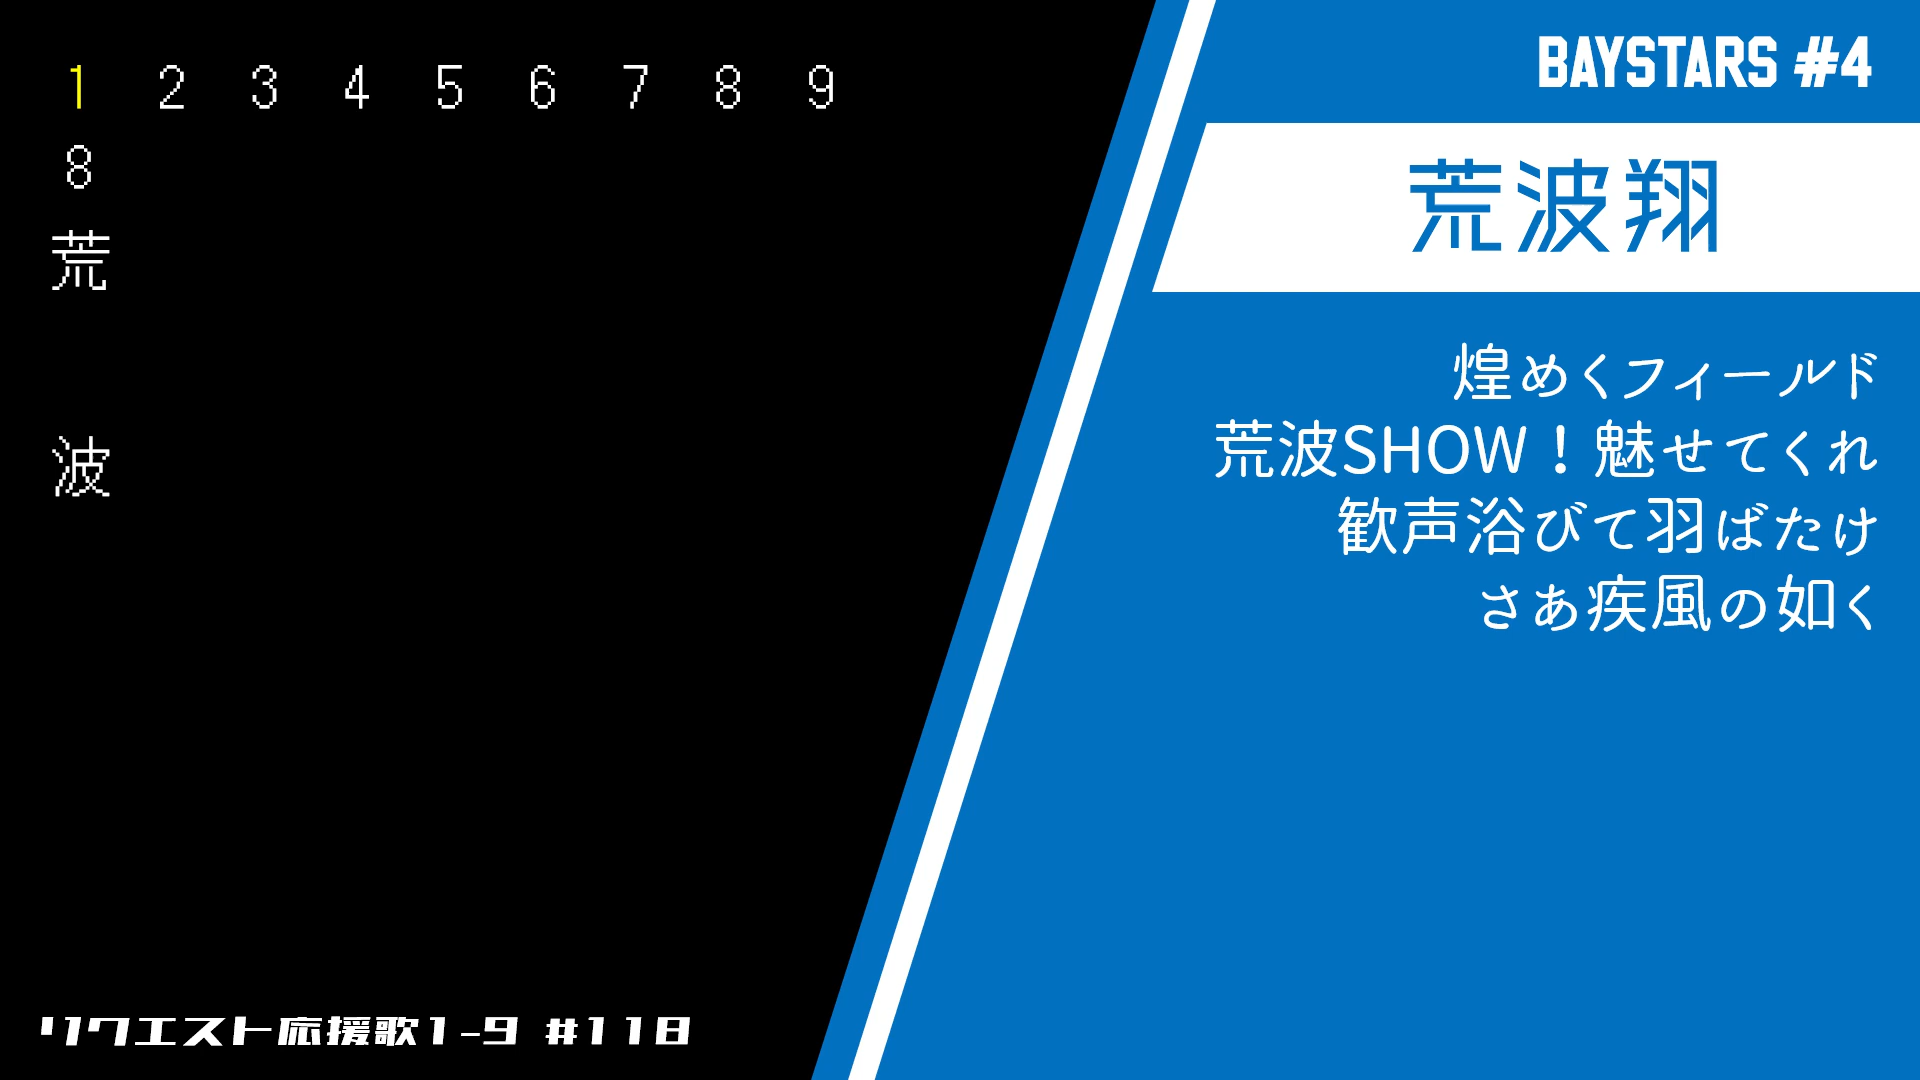 1 2 3 4 5 6 7 8 9
8
荒
波
リクエスト応援歌1-9 #118
BAYSTARS #4
荒波翔
煌めくフィールド
荒波SHOW！魅せてくれ
歓声浴びて羽ばたけ
さあ疾風の如く